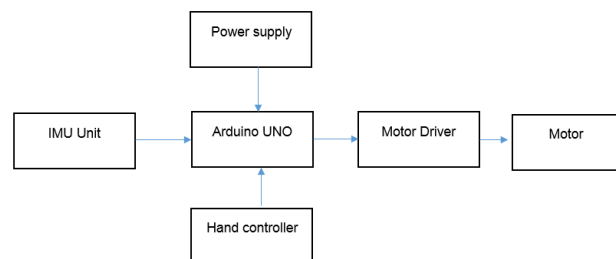 Power supply
IMU Unit
Arduino UNO
Motor Driver
Motor
Hand controller